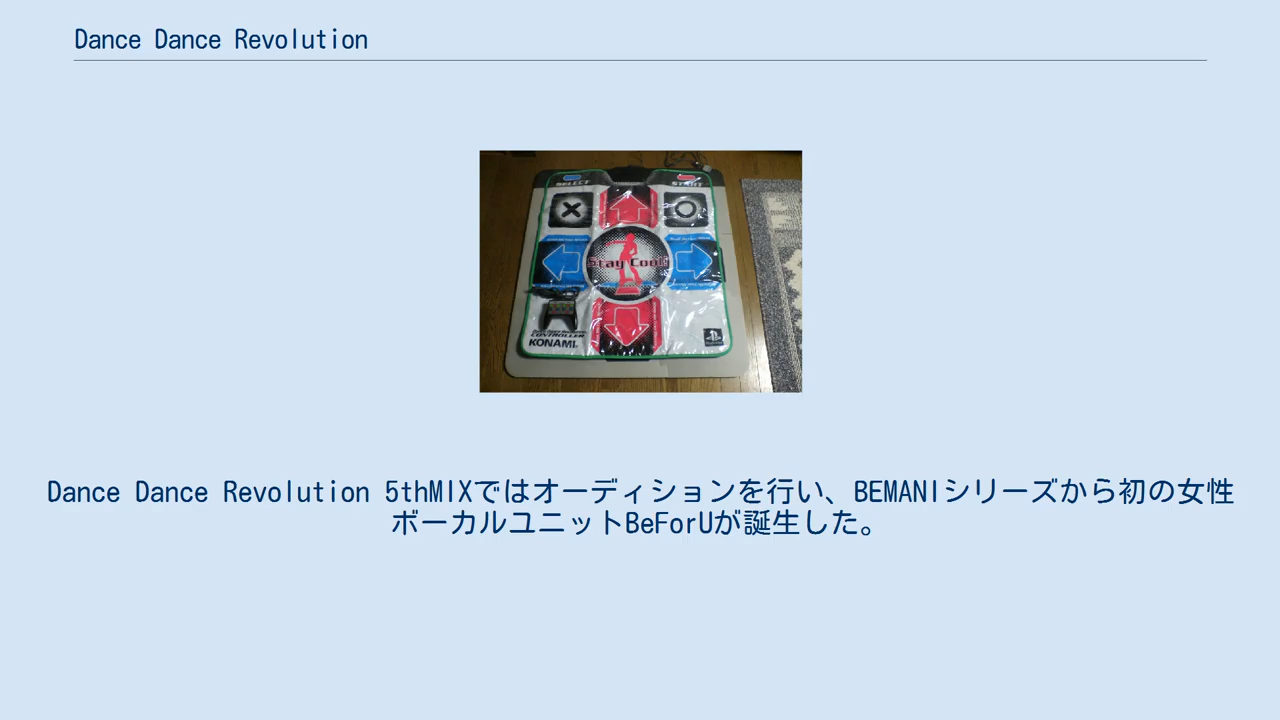 Dance Dance Revolution
SELECT
START
Stay Cool!
CONTROLLER
KONAMI
Dance Dance Revolution 5thMIXではオーディションを行い、BEMANIシリーズから初の女性
ボーカルユニットBeForUが誕生した。